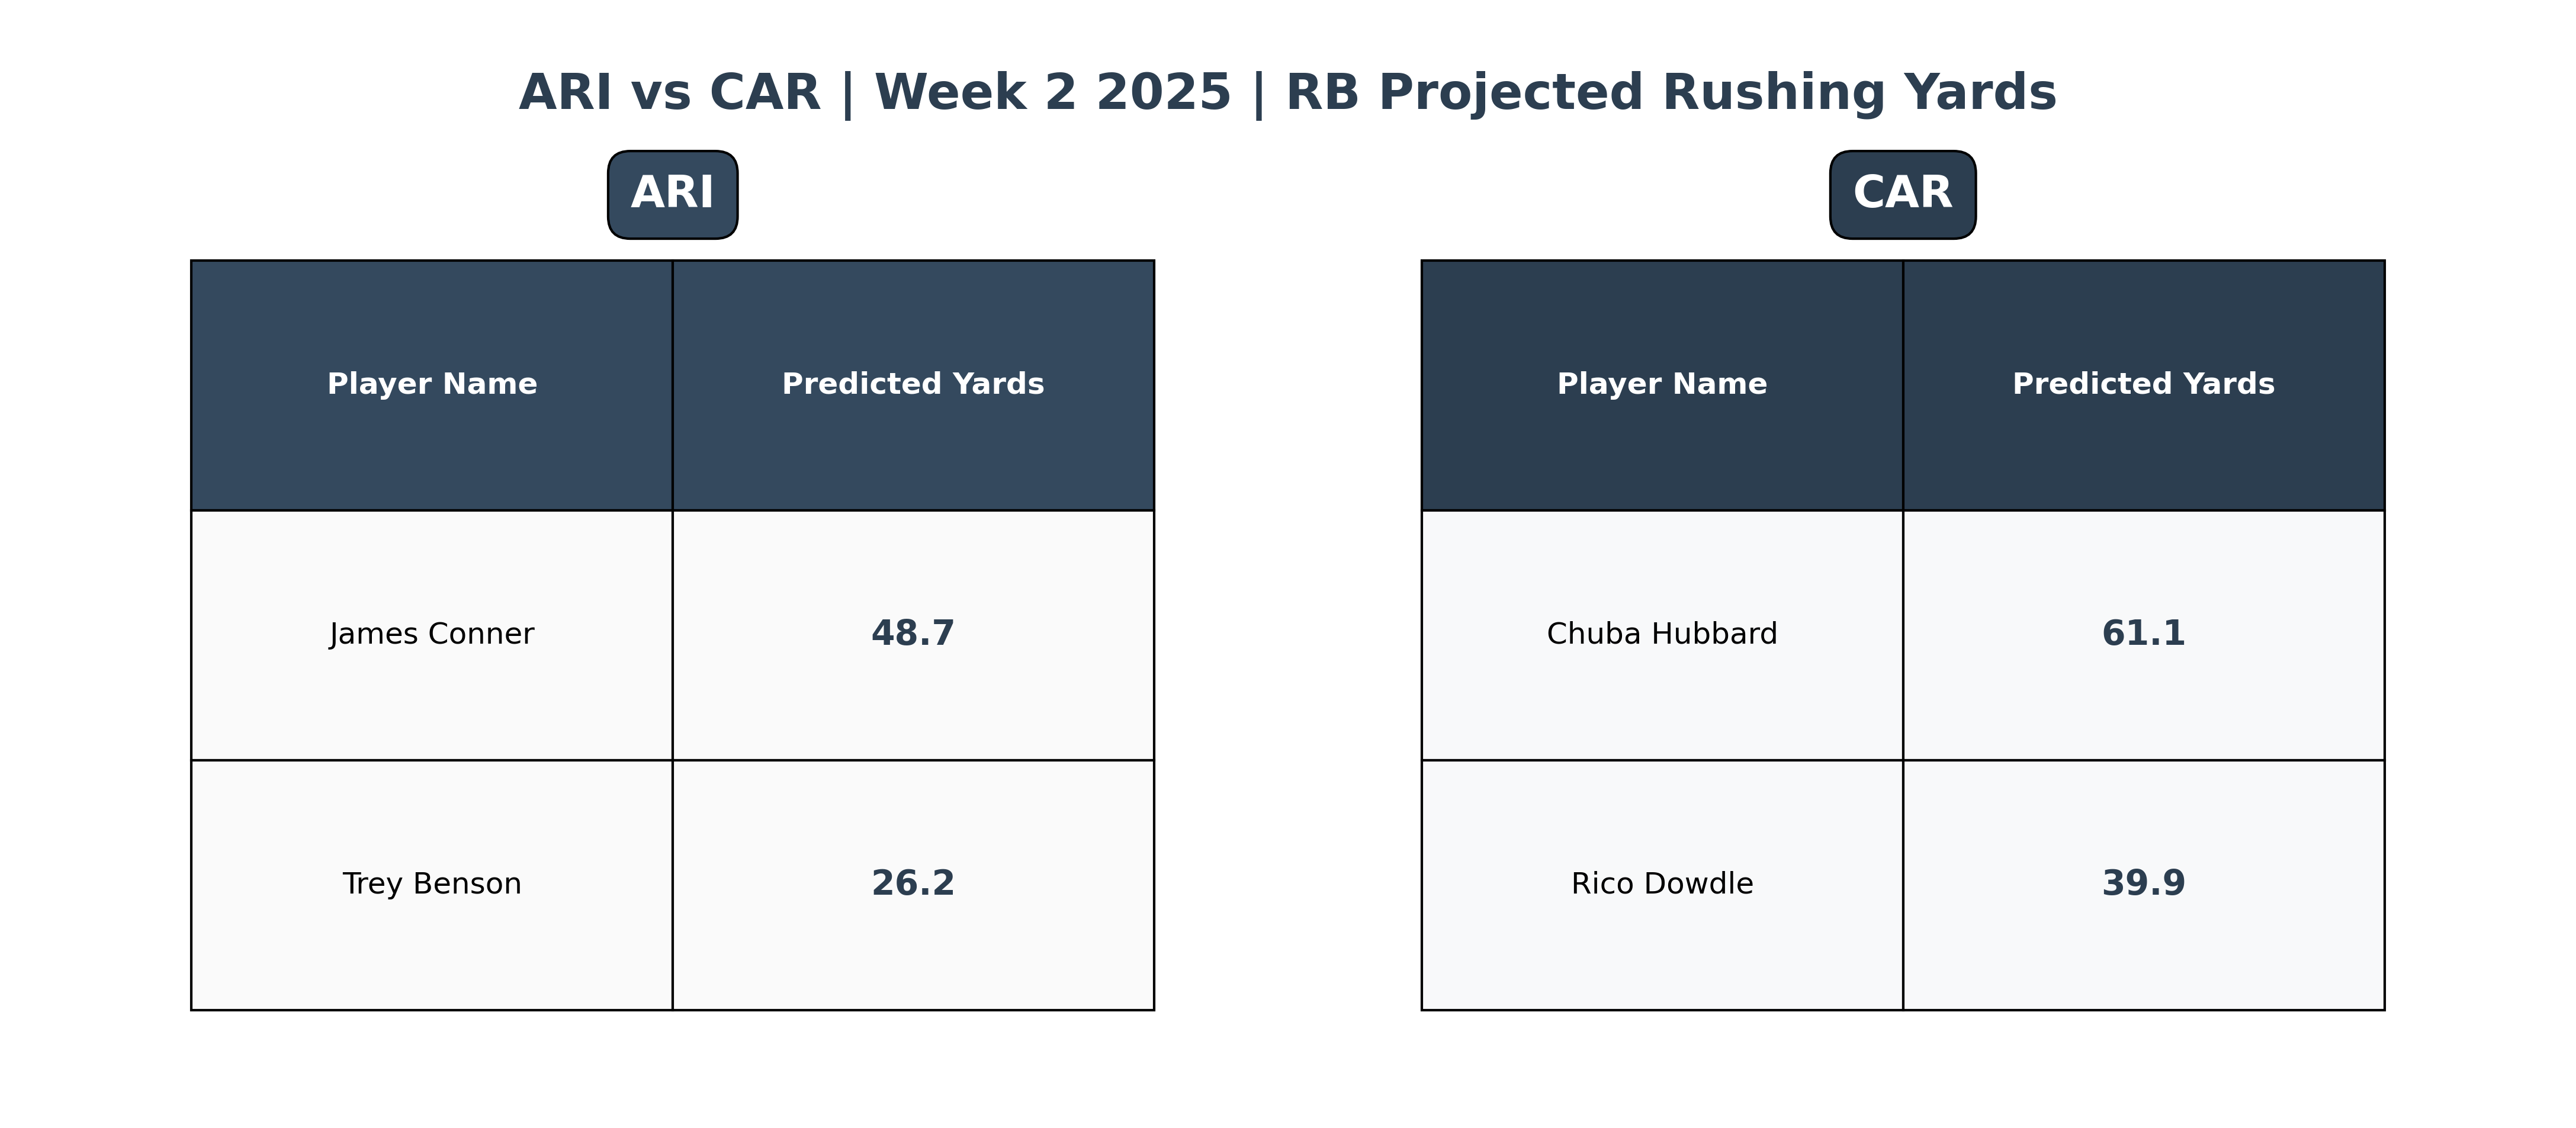 ARI vs CAR | Week 2 2025 | RB Projected Rushing Yards
ARI
Player Name Predicted Yards
James Conner 48.7
Trey Benson 26.2
CAR
Player Name Predicted Yards
Chuba Hubbard 61.1
Rico Dowdle 39.9